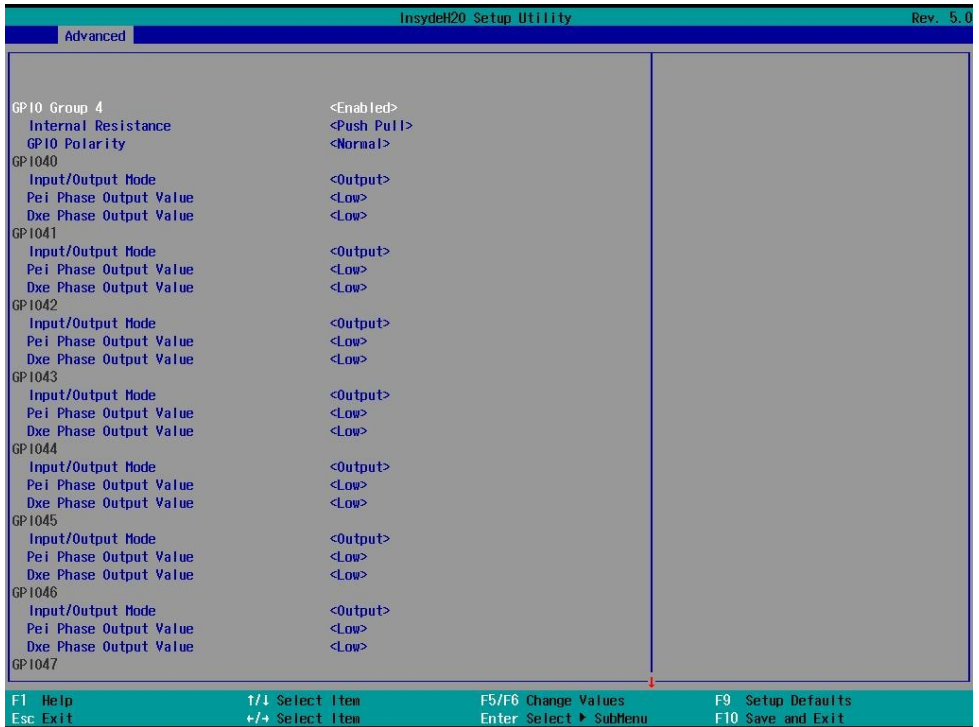 InsydeH20 Setup Utility Rev. 5.0
Advanced
GPIO Group 4 <Enabled>
Internal Resistance <Push Pull>
GPIO Polarity <Normal>
GPIO40
Input/Output Mode <Output>
Pei Phase Output Value <Low>
Dxe Phase Output Value <Low>
GPIO41
Input/Output Mode <Output>
Pei Phase Output Value <Low>
Dxe Phase Output Value <Low>
GPIO42
Input/Output Mode <Output>
Pei Phase Output Value <Low>
Dxe Phase Output Value <Low>
GPIO43
Input/Output Mode <Output>
Pei Phase Output Value <Low>
Dxe Phase Output Value <Low>
GPIO44
Input/Output Mode <Output>
Pei Phase Output Value <Low>
Dxe Phase Output Value <Low>
GPIO45
Input/Output Mode <Output>
Pei Phase Output Value <Low>
Dxe Phase Output Value <Low>
GPIO46
Input/Output Mode <Output>
Pei Phase Output Value <Low>
Dxe Phase Output Value <Low>
GPIO47
F1 Help ↑/↓ Select Item F5/F6 Change Values F9 Setup Defaults
Esc Exit ←/→ Select Item Enter Select ▶ SubMenu F10 Save and Exit